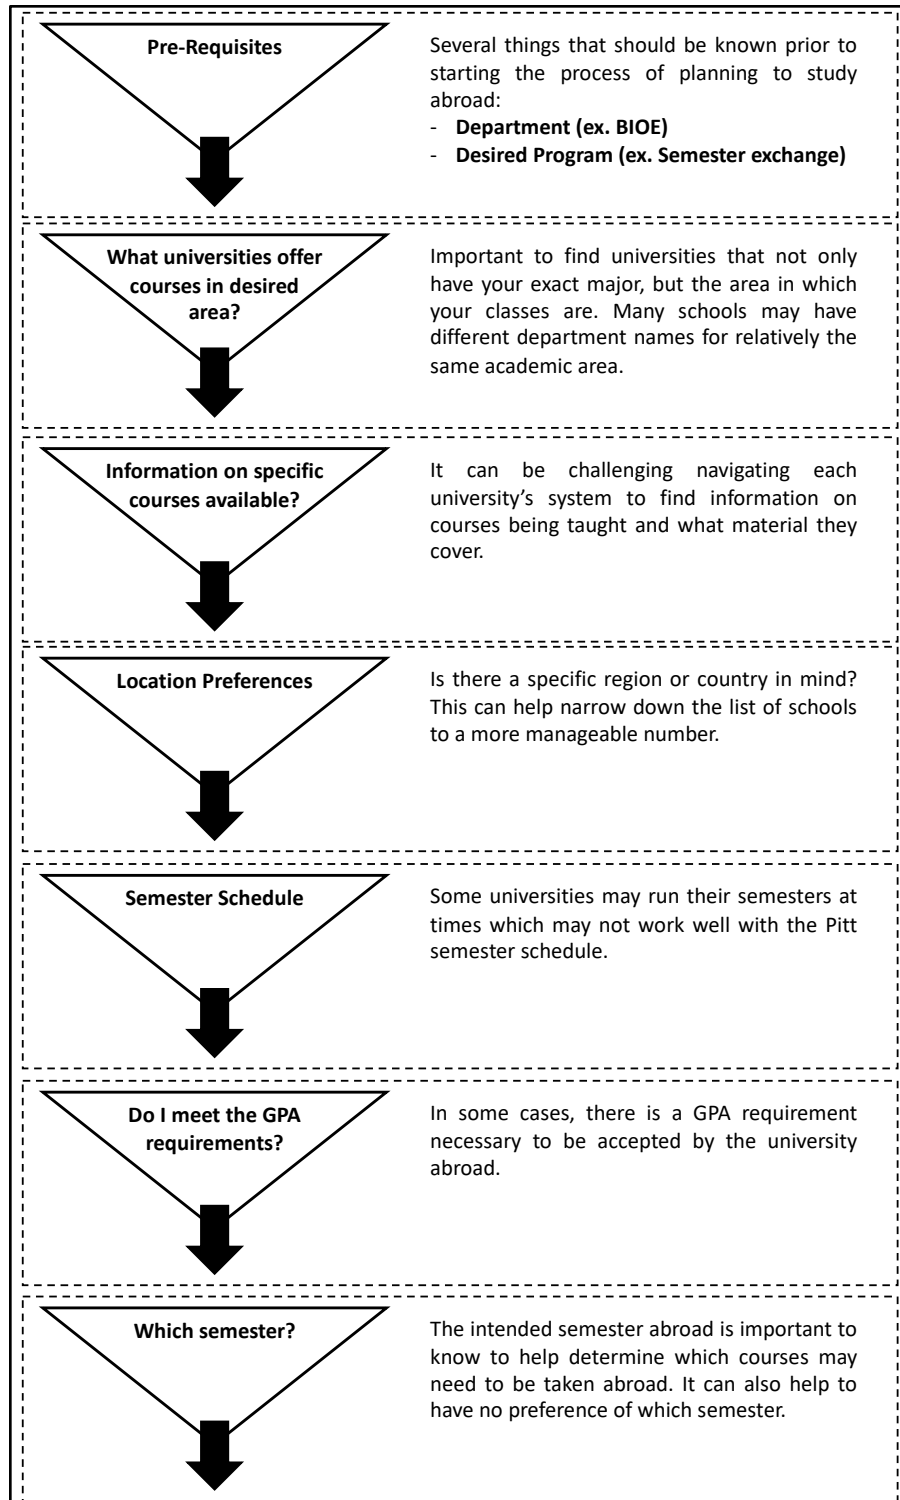 Pre-Requisites
Several things that should be known prior to
starting the process of planning to study
abroad:
- Department (ex. BIOE)
- Desired Program (ex. Semester exchange)
What universities offer
courses in desired
area?
Important to find universities that not only
have your exact major, but the area in which
your classes are. Many schools may have
different department names for relatively the
same academic area.
Information on specific
courses available?
It can be challenging navigating each
university’s system to find information on
courses being taught and what material they
cover.
Location Preferences
Is there a specific region or country in mind?
This can help narrow down the list of schools
to a more manageable number.
Semester Schedule
Some universities may run their semesters at
times which may not work well with the Pitt
semester schedule.
Do I meet the GPA
requirements?
In some cases, there is a GPA requirement
necessary to be accepted by the university
abroad.
Which semester?
The intended semester abroad is important to
know to help determine which courses may
need to be taken abroad. It can also help to
have no preference of which semester.